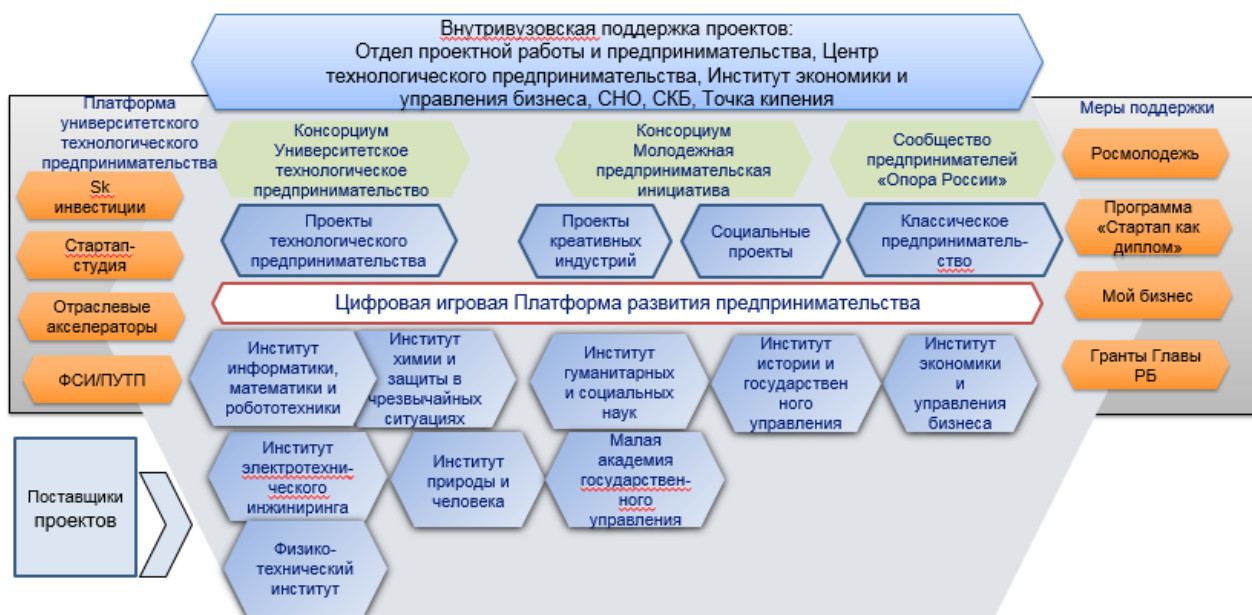 Внутривузовская поддержка проектов:
Отдел проектной работы и предпринимательства, Центр
технологического предпринимательства, Институт экономики и
управления бизнеса, СНО, СКБ, Точка кипения
Платформа
университетского
технологического
предпринимательства
Sk
инвестиции
Стартап-
студия
Отраслевые
акселераторы
ФСИ/ПУТП
Консорциум
Университетское
технологическое
предпринимательство
Консорциум
Молодежная
предпринимательская
инициатива
Сообщество
предпринимателей
«Опора России»
Меры поддержки
Росмолодежь
Программа
«Стартап как
диплом»
Мой бизнес
Гранты Главы
РБ
Проекты
технологического
предпринимательства
Проекты
креативных
индустрий
Социальные
проекты
Классическое
предприниматель-
ство
Цифровая игровая Платформа развития предпринимательства
Институт
информатики,
математики и
робототехники
Институт
химии и
защиты в
чрезвычайных
ситуациях
Институт
гуманитарных
и социальных
наук
Институт
истории и
государствен
ного
управления
Институт
экономики
и
управления
бизнеса
Институт
электротехни-
ческого
инжиниринга
Институт
природы и
человека
Малая
академия
государствен-
ного
управления
Физико-
технический
институт
Поставщики
проектов